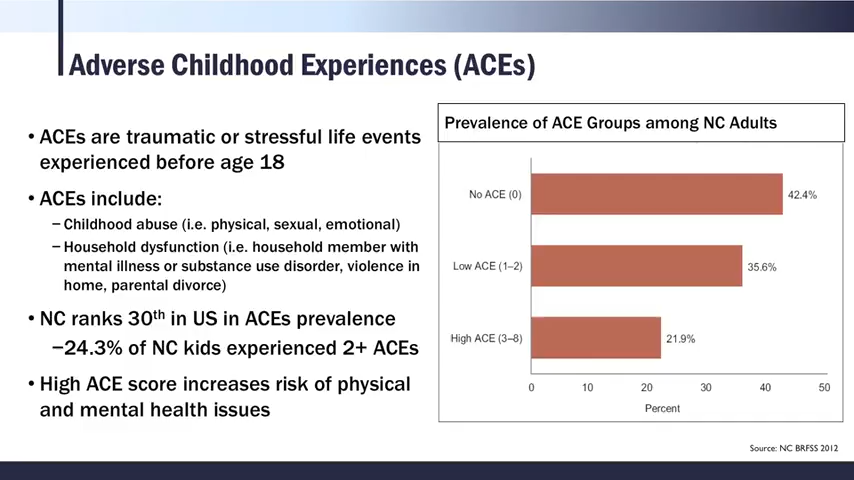 Adverse Childhood Experiences (ACEs)
• ACEs are traumatic or stressful life events
experienced before age 18
• ACEs include:
– Childhood abuse (i.e. physical, sexual, emotional)
– Household dysfunction (i.e. household member with
mental illness or substance use disorder, violence in
home, parental divorce)
• NC ranks 30th in US in ACEs prevalence
–24.3% of NC kids experienced 2+ ACEs
• High ACE score increases risk of physical
and mental health issues
Prevalence of ACE Groups among NC Adults
No ACE (0) 42.4%
Low ACE (1–2) 35.6%
High ACE (3–8) 21.9%
0 10 20 30 40 50
Percent
Source: NC BRFSS 2012